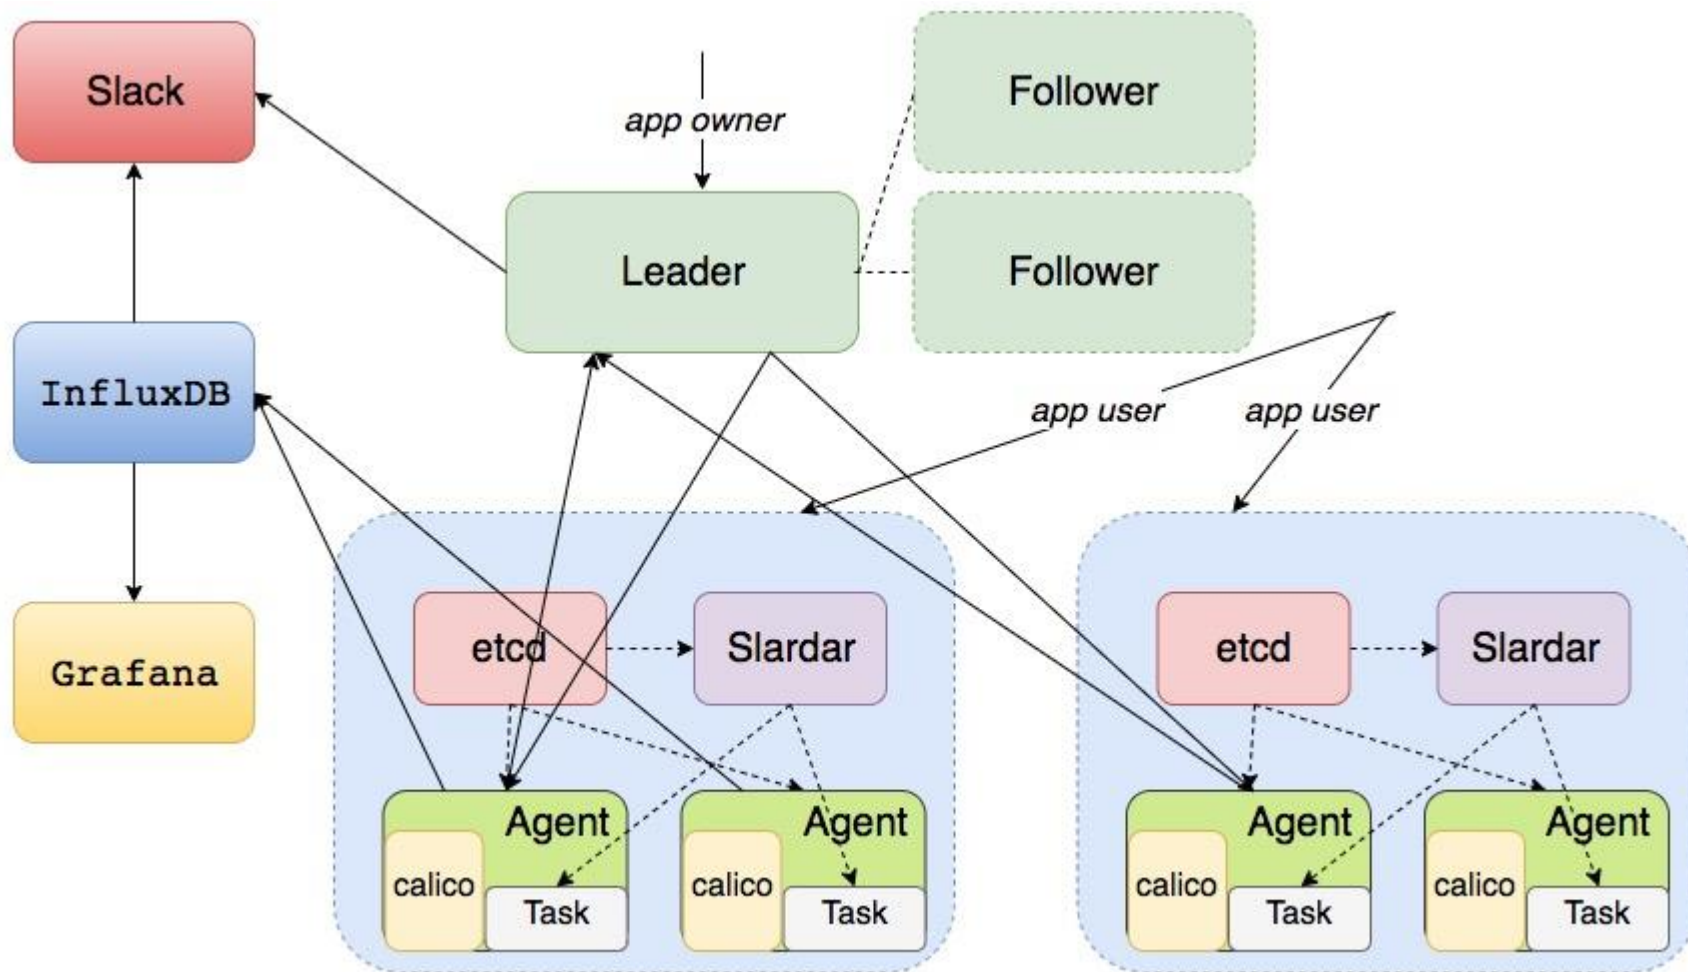 Slack
Follower
app owner
Leader
Follower
InfluxDB
app user
app user
Grafana
etcd
Slardar
etcd
Slardar
Agent
calico
Task
Agent
calico
Task
Agent
calico
Task
Agent
calico
Task